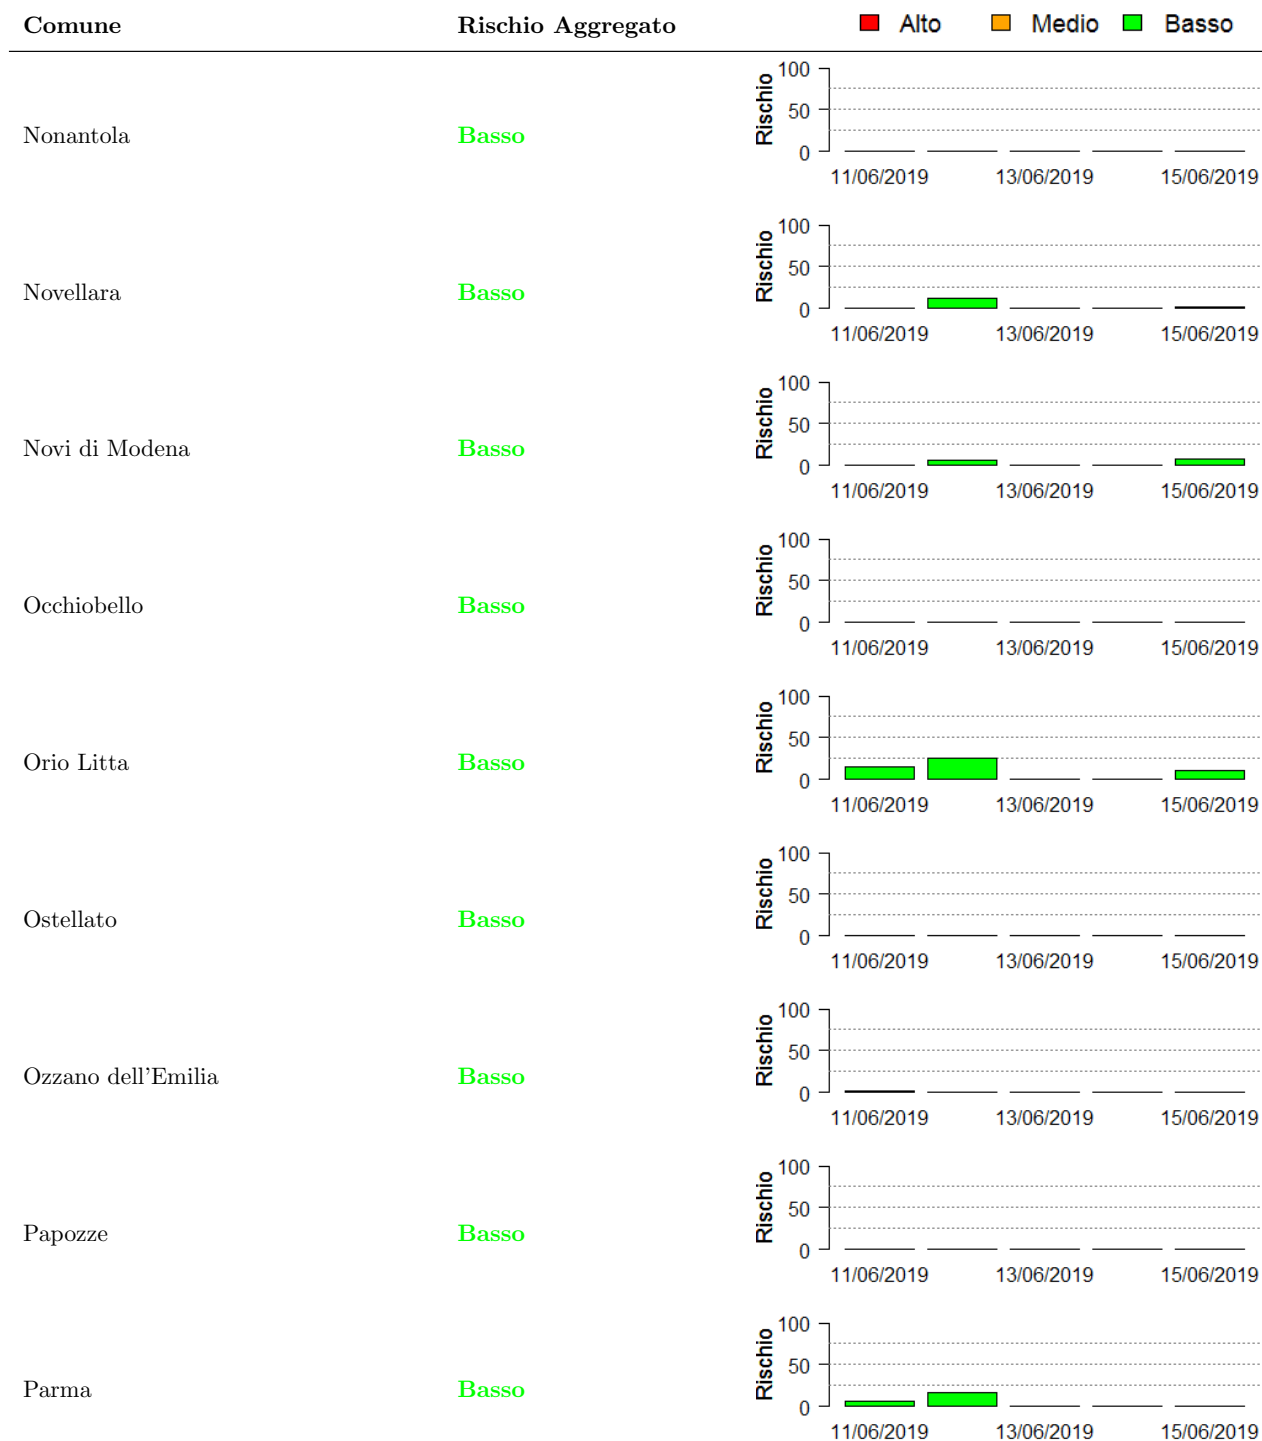 Comune Rischio Aggregato Alto Medio Basso
Nonantola Basso Rischio 100 50 0
11/06/2019 13/06/2019 15/06/2019
Novellara Basso Rischio 100 50 0
11/06/2019 13/06/2019 15/06/2019
Novi di Modena Basso Rischio 100 50 0
11/06/2019 13/06/2019 15/06/2019
Occhiobello Basso Rischio 100 50 0
11/06/2019 13/06/2019 15/06/2019
Orio Litta Basso Rischio 100 50 0
11/06/2019 13/06/2019 15/06/2019
Ostellato Basso Rischio 100 50 0
11/06/2019 13/06/2019 15/06/2019
Ozzano dell'Emilia Basso Rischio 100 50 0
11/06/2019 13/06/2019 15/06/2019
Papozze Basso Rischio 100 50 0
11/06/2019 13/06/2019 15/06/2019
Parma Basso Rischio 100 50 0
11/06/2019 13/06/2019 15/06/2019